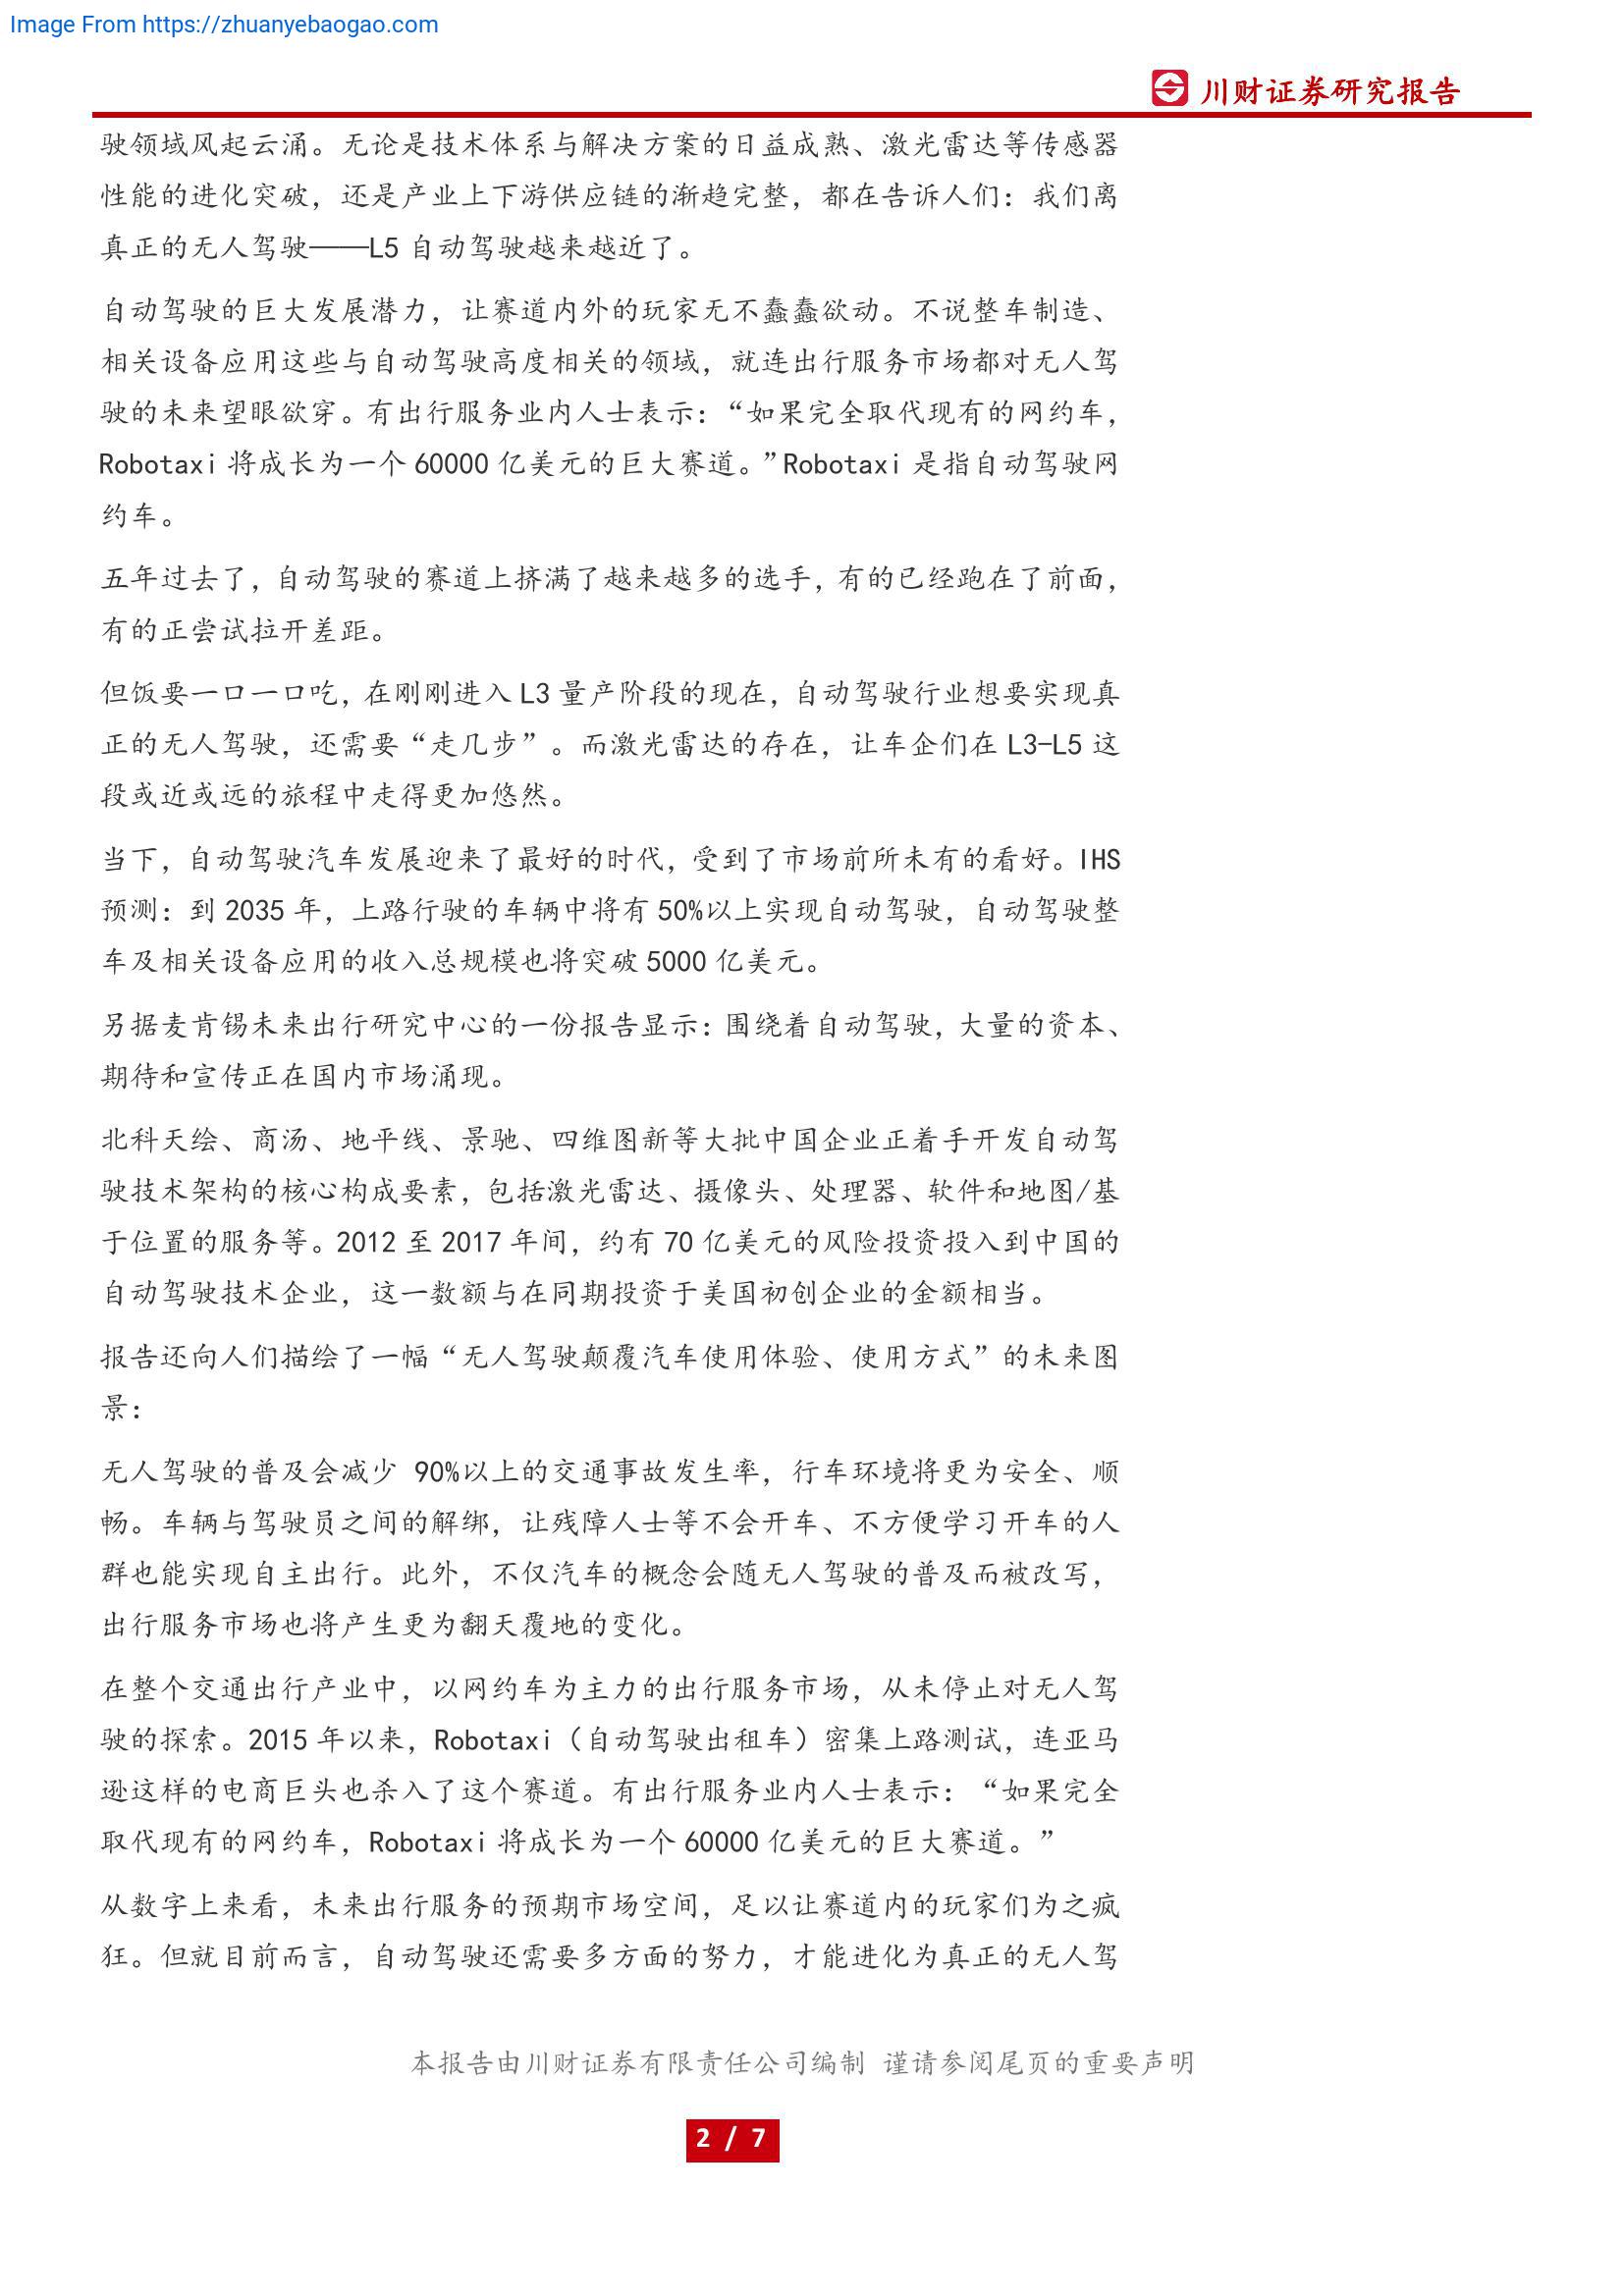 Image From https://zhuanyebaogao.com
川财证券研究报告
驶领域风起云涌。无论是技术体系与解决方案的日益成熟、激光雷达等传感器
性能的进化突破，还是产业上下游供应链的渐趋完整，都在告诉人们：我们离
真正的无人驾驶——L5 自动驾驶越来越近了。
自动驾驶的巨大发展潜力，让赛道内外的玩家无不蠢蠢欲动。不说整车制造、
相关设备应用这些与自动驾驶高度相关的领域，就连出行服务市场都对无人驾
驶的未来望眼欲穿。有出行服务业内人士表示：“如果完全取代现有的网约车，
Robotaxi 将成长为一个 60000 亿美元的巨大赛道。”Robotaxi 是指自动驾驶网
约车。
五年过去了，自动驾驶的赛道上挤满了越来越多的选手，有的已经跑在了前面，
有的正尝试拉开差距。
但饭要一口一口吃，在刚刚进入 L3 量产阶段的现在，自动驾驶行业想要实现真
正的无人驾驶，还需要“走几步”。而激光雷达的存在，让车企们在 L3-L5 这
段或近或远的旅程中走得更加悠然。
当下，自动驾驶汽车发展迎来了最好的时代，受到了市场前所未有的看好。IHS
预测：到 2035 年，上路行驶的车辆中将有 50%以上实现自动驾驶，自动驾驶整
车及相关设备应用的收入总规模也将突破 5000 亿美元。
另据麦肯锡未来出行研究中心的一份报告显示：围绕着自动驾驶，大量的资本、
期待和宣传正在国内市场涌现。
北科天绘、商汤、地平线、景驰、四维图新等大批中国企业正着手开发自动驾
驶技术架构的核心构成要素，包括激光雷达、摄像头、处理器、软件和地图/基
于位置的服务等。2012 至 2017 年间，约有 70 亿美元的风险投资投入到中国的
自动驾驶技术企业，这一数额与在同期投资于美国初创企业的金额相当。
报告还向人们描绘了一幅“无人驾驶颠覆汽车使用体验、使用方式”的未来图
景：
无人驾驶的普及会减少 90%以上的交通事故发生率，行车环境将更为安全、顺
畅。车辆与驾驶员之间的解绑，让残障人士等不会开车、不方便学习开车的人
群也能实现自主出行。此外，不仅汽车的概念会随无人驾驶的普及而被改写，
出行服务市场也将产生更为翻天覆地的变化。
在整个交通出行产业中，以网约车为主力的出行服务市场，从未停止对无人驾
驶的探索。2015 年以来，Robotaxi（自动驾驶出租车）密集上路测试，连亚马
逊这样的电商巨头也杀入了这个赛道。有出行服务业内人士表示：“如果完全
取代现有的网约车，Robotaxi 将成长为一个 60000 亿美元的巨大赛道。”
从数字上来看，未来出行服务的预期市场空间，足以让赛道内的玩家们为之疯
狂。但就目前而言，自动驾驶还需要多方面的努力，才能进化为真正的无人驾
本报告由川财证券有限责任公司编制 谨请参阅尾页的重要声明
2 / 7